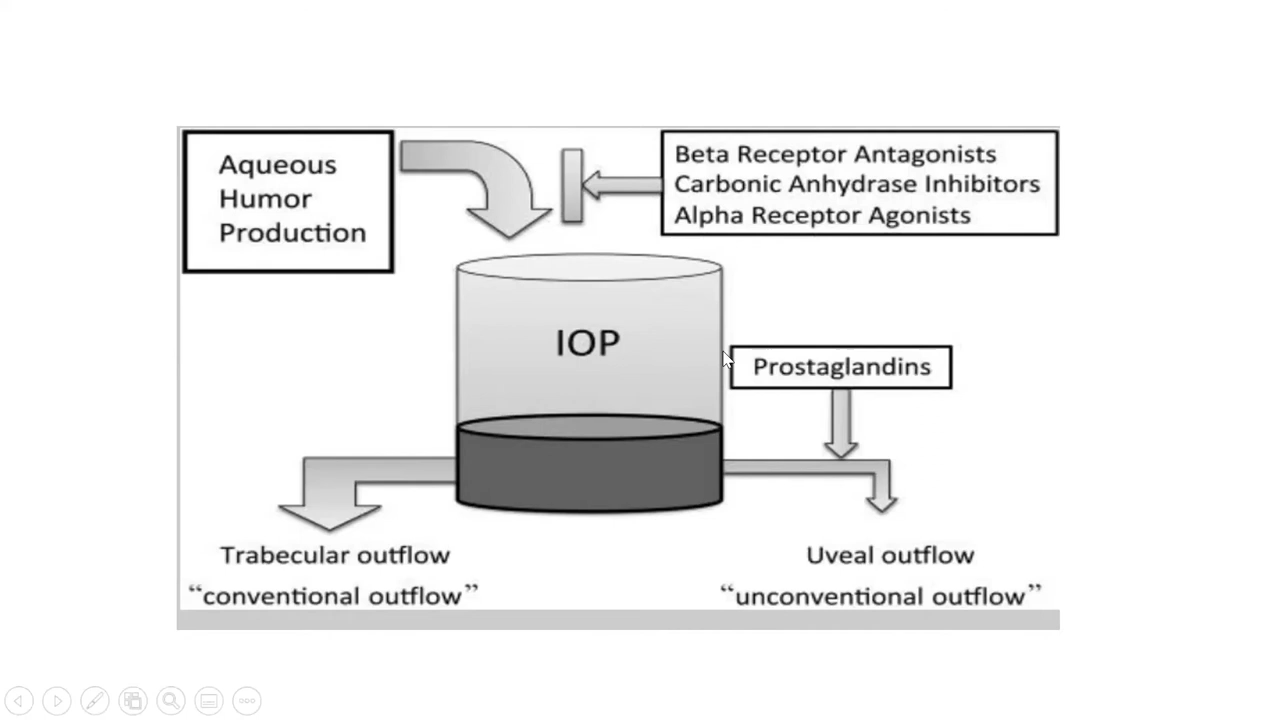 Aqueous
Humor
Production
Beta Receptor Antagonists
Carbonic Anhydrase Inhibitors
Alpha Receptor Agonists
IOP
Prostaglandins
Trabecular outflow
“conventional outflow”
Uveal outflow
“unconventional outflow”